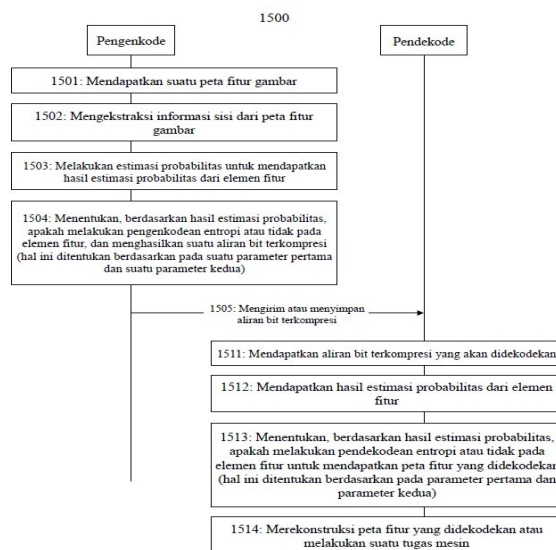 1500
Pengenkode
Pendekode
1501: Mendapatkan suatu peta fitur gambar
1502: Mengekstraksi informasi sisi dari peta fitur
gambar
1503: Melakukan estimasi probabilitas untuk mendapatkan
hasil estimasi probabilitas dari elemen fitur
1504: Menentukan, berdasarkan hasil estimasi probabilitas,
apakah melakukan pengenkodean entropi atau tidak pada
elemen fitur, dan menghasilkan suatu aliran bit terkompresi
(hal ini ditentukan berdasarkan pada suatu parameter pertama
dan suatu parameter kedua)
1505: Mengirim atau menyimpan
aliran bit terkompresi
1511: Mendapatkan aliran bit terkompresi yang akan didekodekan
1512: Mendapatkan hasil estimasi probabilitas dari elemen
fitur
1513: Menentukan, berdasarkan hasil estimasi probabilitas,
apakah melakukan pendekodean entropi atau tidak pada
elemen fitur untuk mendapatkan peta fitur yang didekodekan
(hal ini ditentukan berdasarkan pada parameter pertama dan
parameter kedua)
1514: Merekonstruksi peta fitur yang didekodekan atau
melakukan suatu tugas mesin